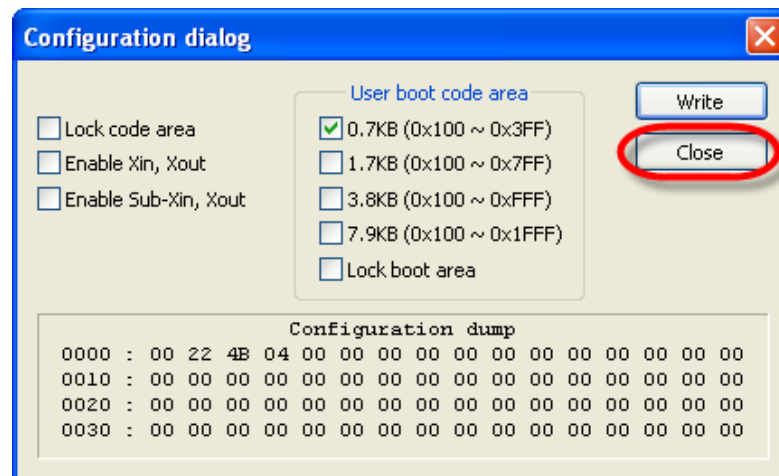 Configuration dialog
User boot code area
Write
Lock code area
0.7KB (0x100 ~ 0x3FF)
Close
Enable Xin, Xout
1.7KB (0x100 ~ 0x7FF)
Enable Sub-Xin, Xout
3.8KB (0x100 ~ 0xFFF)
7.9KB (0x100 ~ 0x1FFF)
Lock boot area
Configuration dump
0000 : 00 22 4B 04 00 00 00 00 00 00 00 00 00 00 00 00
0010 : 00 00 00 00 00 00 00 00 00 00 00 00 00 00 00 00
0020 : 00 00 00 00 00 00 00 00 00 00 00 00 00 00 00 00
0030 : 00 00 00 00 00 00 00 00 00 00 00 00 00 00 00 00